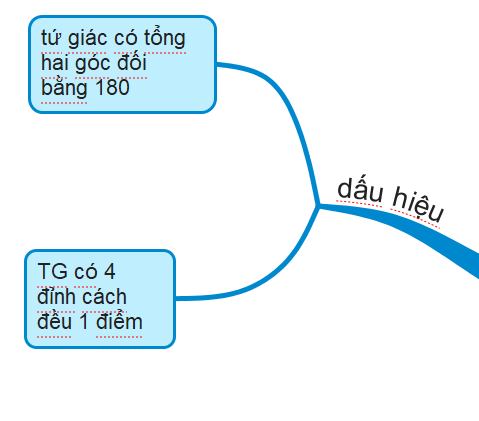 tứ giác có tổng
hai góc đối
bằng 180
dấu hiệu
TG có 4
đỉnh cách
đều 1 điểm